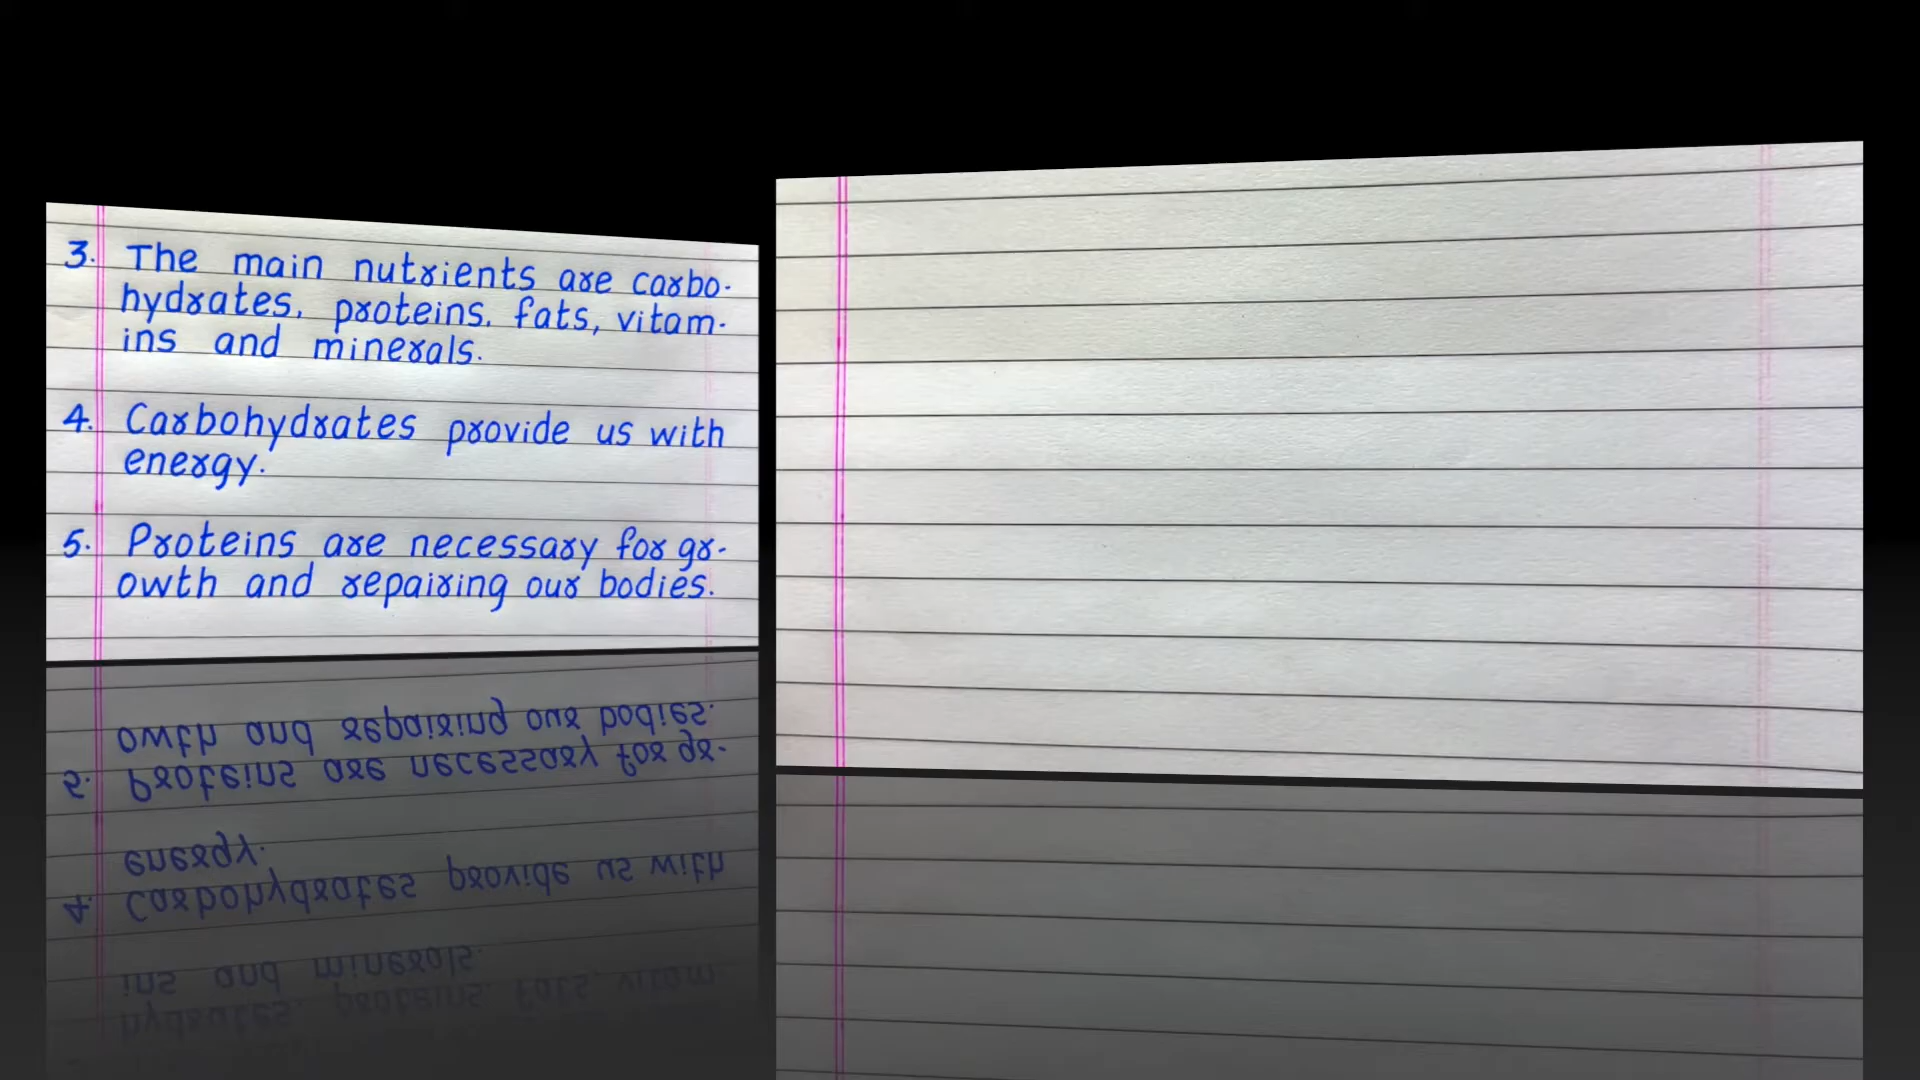 3. The main nutrients are carbo-
hydrates, proteins, fats, vitam-
ins and minerals.
4. Carbohydrates provide us with
energy.
5. Proteins are necessary for gr-
owth and repairing our bodies.